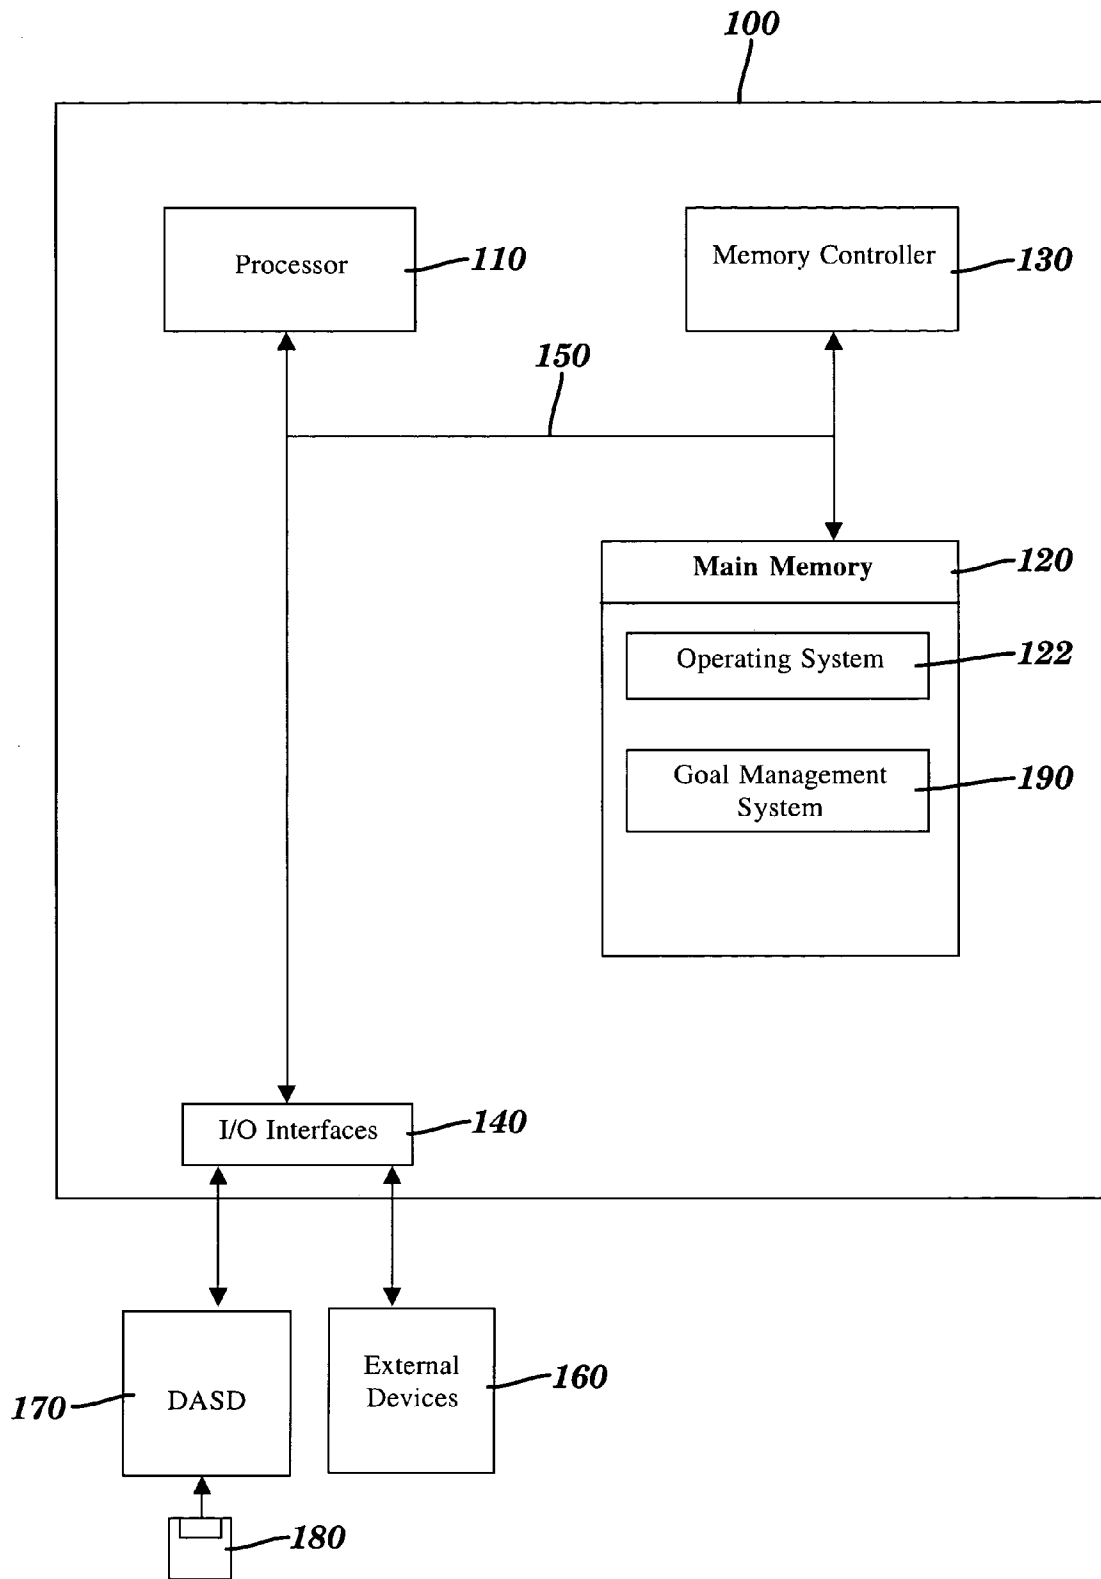 100
Processor
110
Memory Controller
130
150
Main Memory
120
Operating System
122
Goal Management
System
190
I/O Interfaces
140
170
DASD
External
Devices
160
180